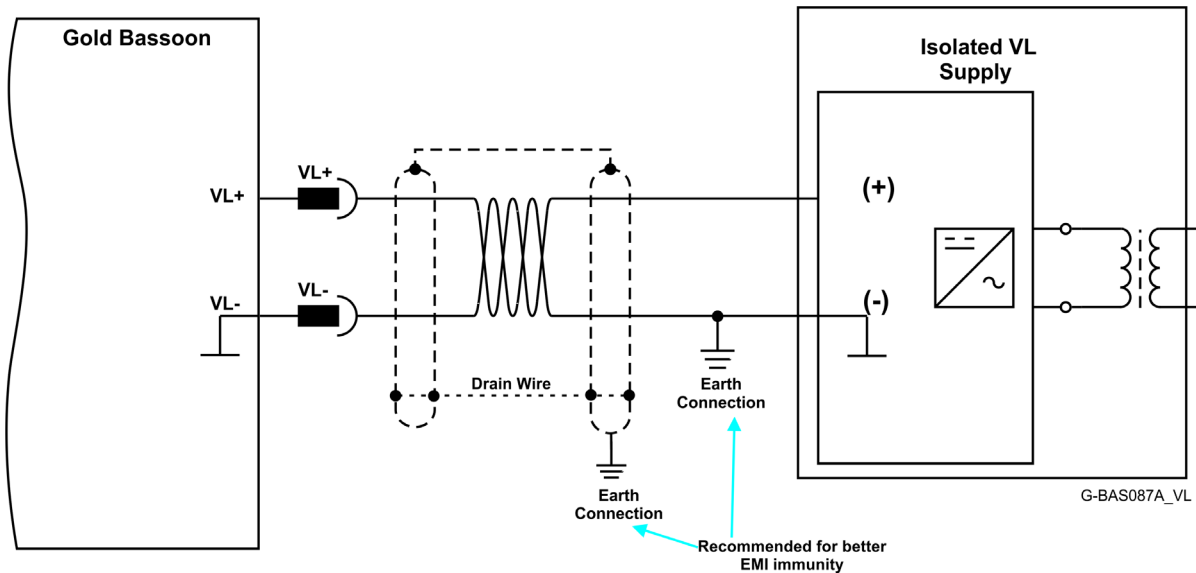 Gold Bassoon
Isolated VL
Supply
VL+
VL+
(+)
VL-
VL-
(-)
Drain Wire
Earth
Connection
Earth
Connection
G-BAS087A_VL
Recommended for better
EMI immunity